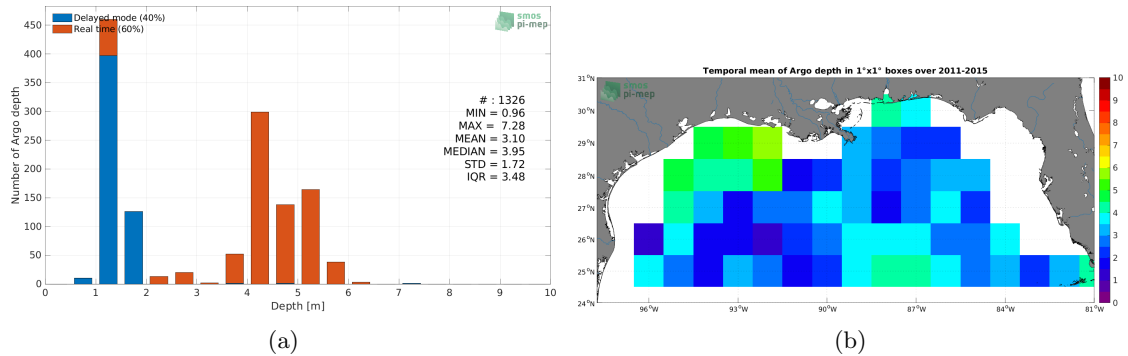 Delayed mode (40%)
Real time (60%)
smos
pi-mep
450
400
350
300
250
200
150
100
50
0
Number of Argo depth
# : 1326
MIN = 0.96
MAX = 7.28
MEAN = 3.10
MEDIAN = 3.95
STD = 1.72
IQR = 3.48
0 1 2 3 4 5 6 7 8 9 10
Depth [m]
(a)
Temporal mean of Argo depth in 1°x1° boxes over 2011-2015
smos
pi-mep
31°N
30°N
29°N
28°N
27°N
26°N
25°N
24°N
96°W 93°W 90°W 87°W 84°W 81°W
10
9
8
7
6
5
4
3
2
1
0
(b)